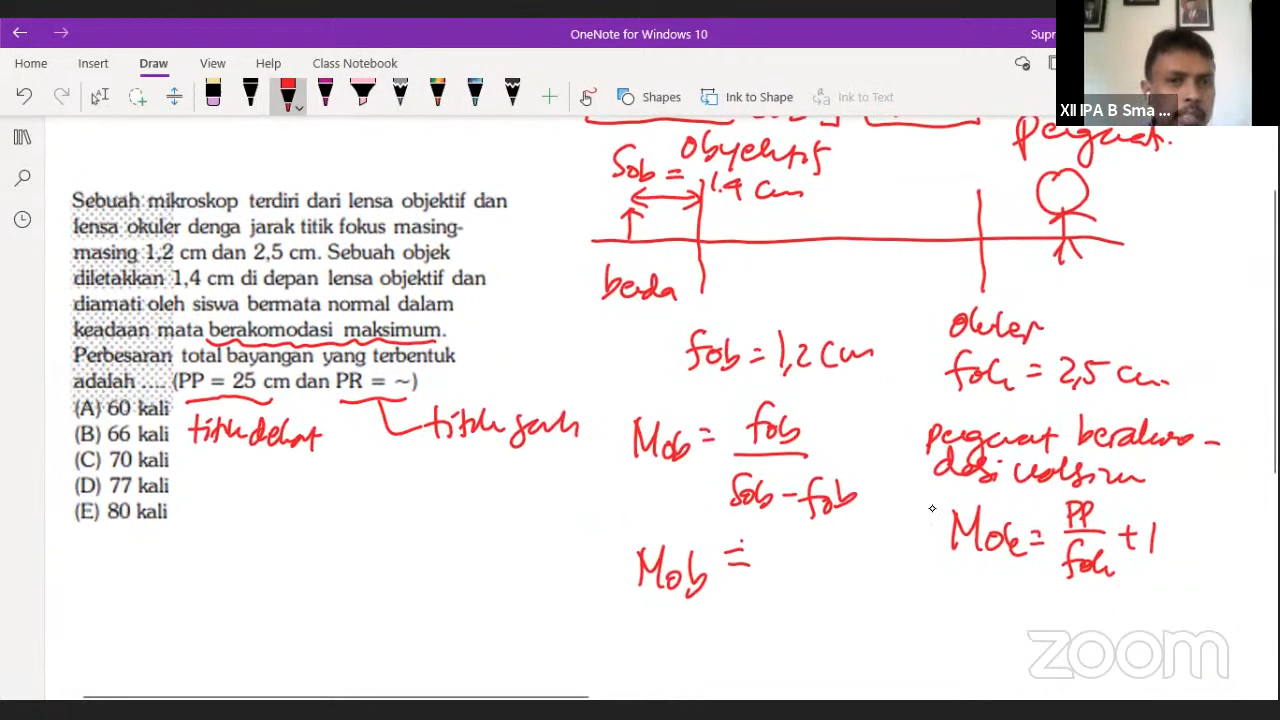 OneNote for Windows 10
Supr
Home Insert Draw View Help Class Notebook
Shapes Ink to Shape Ink to Text
XII IPA B Sma ...
pengamat.
Obyektif
Sob =
1.4 cm
benda
Sebuah mikroskop terdiri dari lensa objektif dan
lensa okuler denga jarak titik fokus masing-
masing 1,2 cm dan 2,5 cm. Sebuah objek
diletakkan 1,4 cm di depan lensa objektif dan
diamati oleh siswa bermata normal dalam
keadaan mata berakomodasi maksimum.
Perbesaran total bayangan yang terbentuk
adalah .... (PP = 25 cm dan PR = ~)
(A) 60 kali
(B) 66 kali
(C) 70 kali
(D) 77 kali
(E) 80 kali
titik dekat
titik jauh
fob = 1,2 cm
Mob = fob
Sob - fob
Mob =
okuler
fok = 2,5 cm
pengamat berakomo-
dasi
Mok = PP + 1
fok
zoom